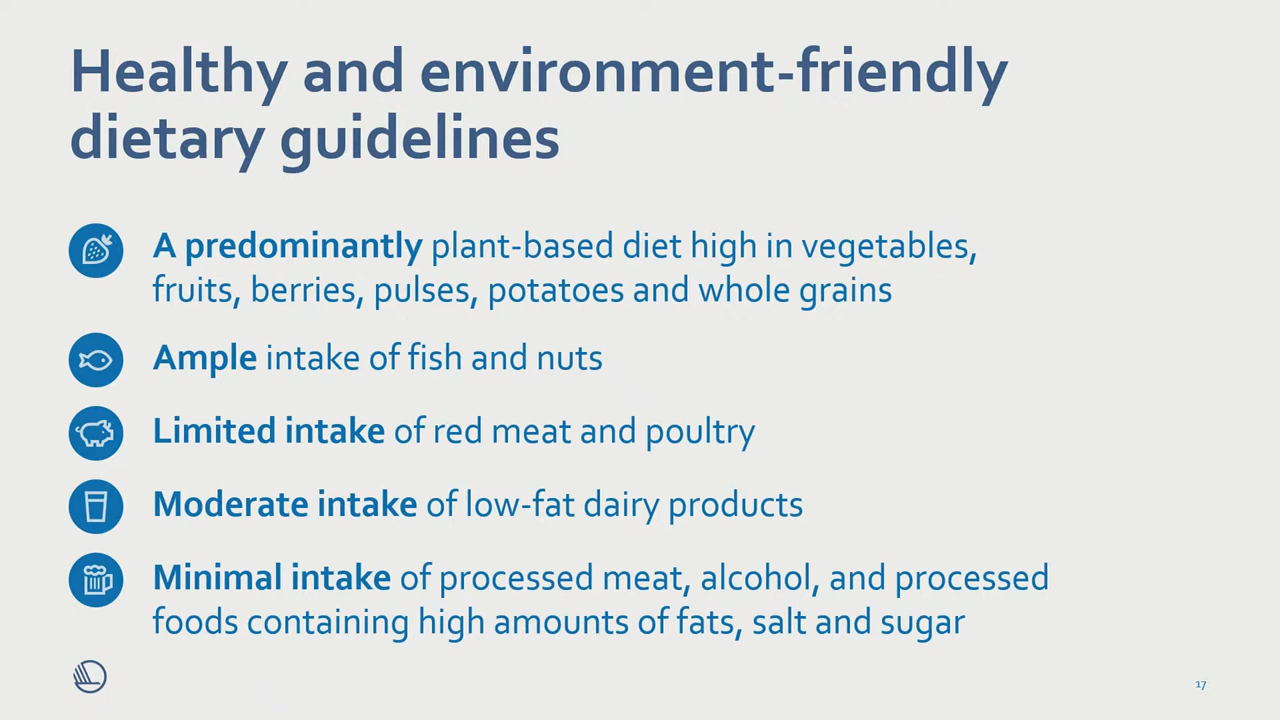 Healthy and environment-friendly
dietary guidelines
A predominantly plant-based diet high in vegetables,
fruits, berries, pulses, potatoes and whole grains
Ample intake of fish and nuts
Limited intake of red meat and poultry
Moderate intake of low-fat dairy products
Minimal intake of processed meat, alcohol, and processed
foods containing high amounts of fats, salt and sugar
17